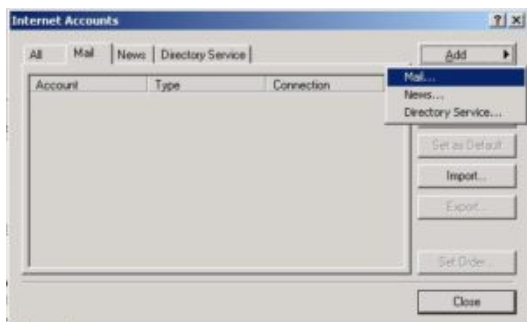 Internet Accounts
All Mail News Directory Service
Add
Mail...
News...
Directory Service...
Account Type Connection
Set as Default
Import...
Export...
Set Order...
Close